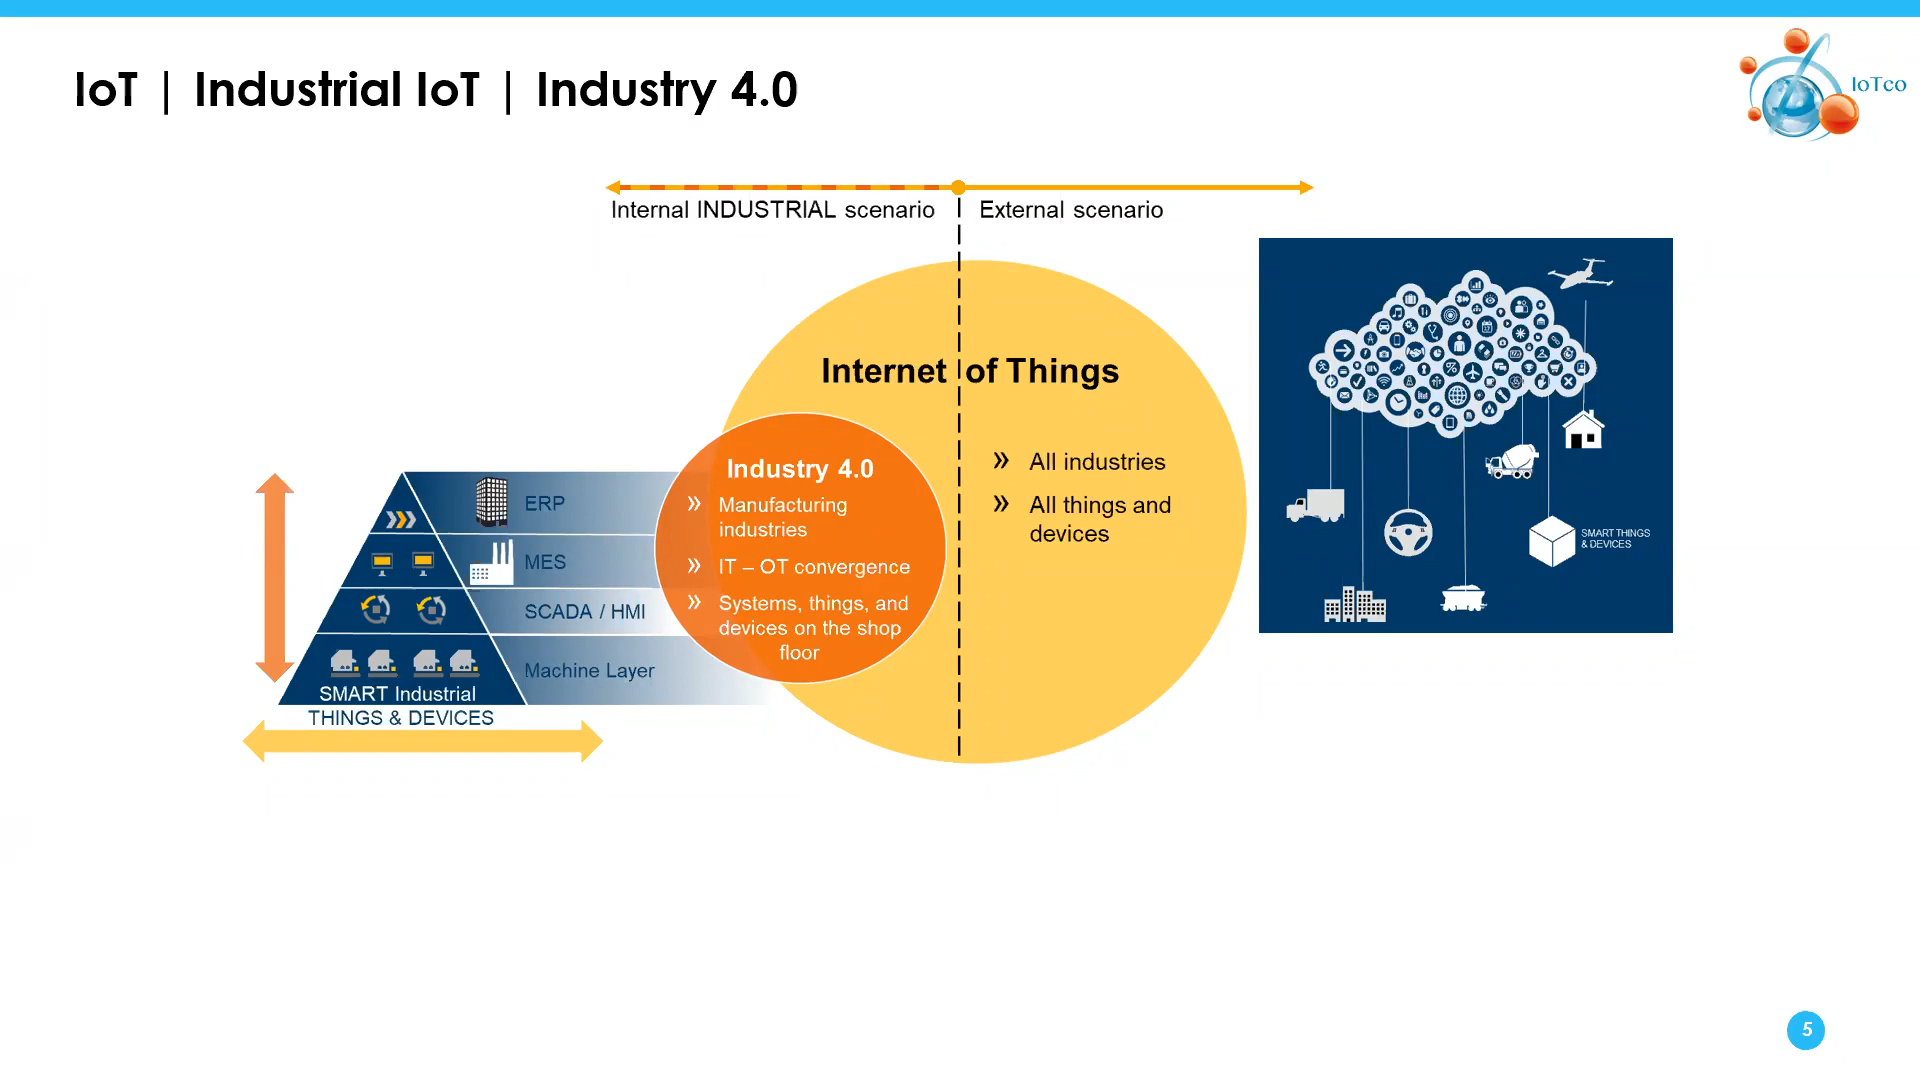 IoT | Industrial IoT | Industry 4.0
IoTco
Internal INDUSTRIAL scenario
External scenario
Internet of Things
» All industries
» All things and
devices
Industry 4.0
» Manufacturing
industries
» IT – OT convergence
» Systems, things, and
devices on the shop
floor
ERP
MES
SCADA / HMI
Machine Layer
SMART Industrial
THINGS & DEVICES
SMART THINGS
& DEVICES
5